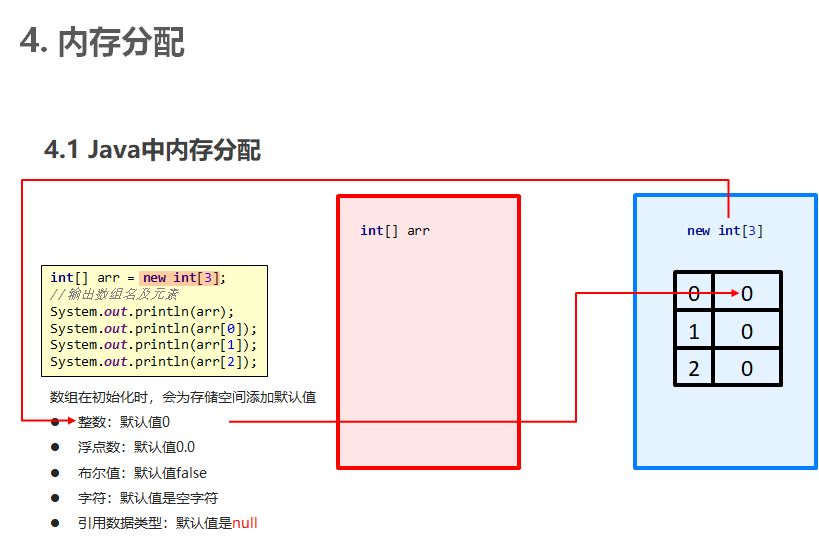 4. 内存分配
4.1 Java中内存分配
int[] arr = new int[3];
//输出数组名及元素
System.out.println(arr);
System.out.println(arr[0]);
System.out.println(arr[1]);
System.out.println(arr[2]);
数组在初始化时，会为存储空间添加默认值
● 整数：默认值0
● 浮点数：默认值0.0
● 布尔值：默认值false
● 字符：默认值是空字符
● 引用数据类型：默认值是null
int[] arr
new int[3]
0 0
1 0
2 0